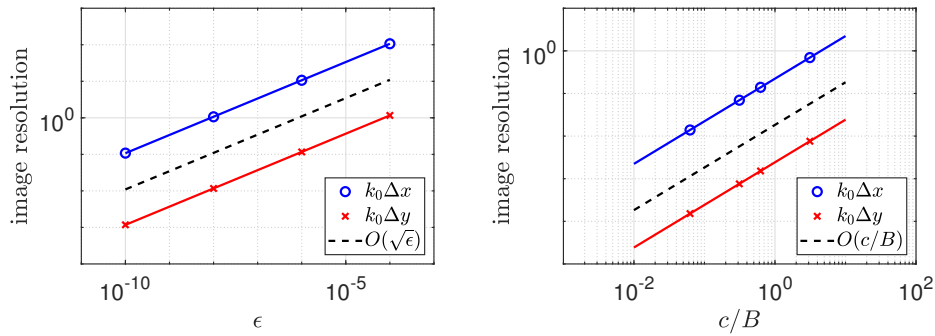 image resolution
10^0
10^-10
10^-5
ϵ
k_0Δx
k_0Δy
O(√ϵ)
image resolution
10^0
10^-2
10^0
10^2
c/B
k_0Δx
k_0Δy
O(c/B)